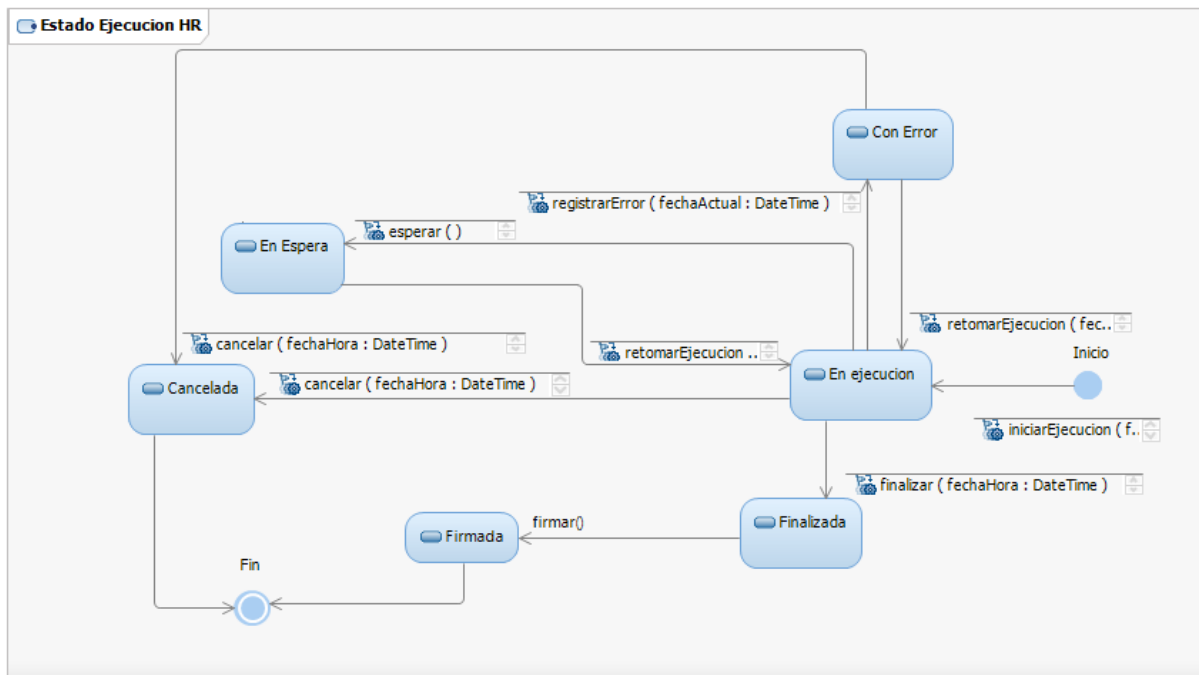 Estado Ejecucion HR
Con Error
registrarError ( fechaActual : DateTime )
esperar ( )
En Espera
retomarEjecucion ( fec..
cancelar ( fechaHora : DateTime )
retomarEjecucion ..
Inicio
En ejecucion
cancelar ( fechaHora : DateTime )
Cancelada
iniciarEjecucion ( f..
finalizar ( fechaHora : DateTime )
firmar()
Finalizada
Firmada
Fin